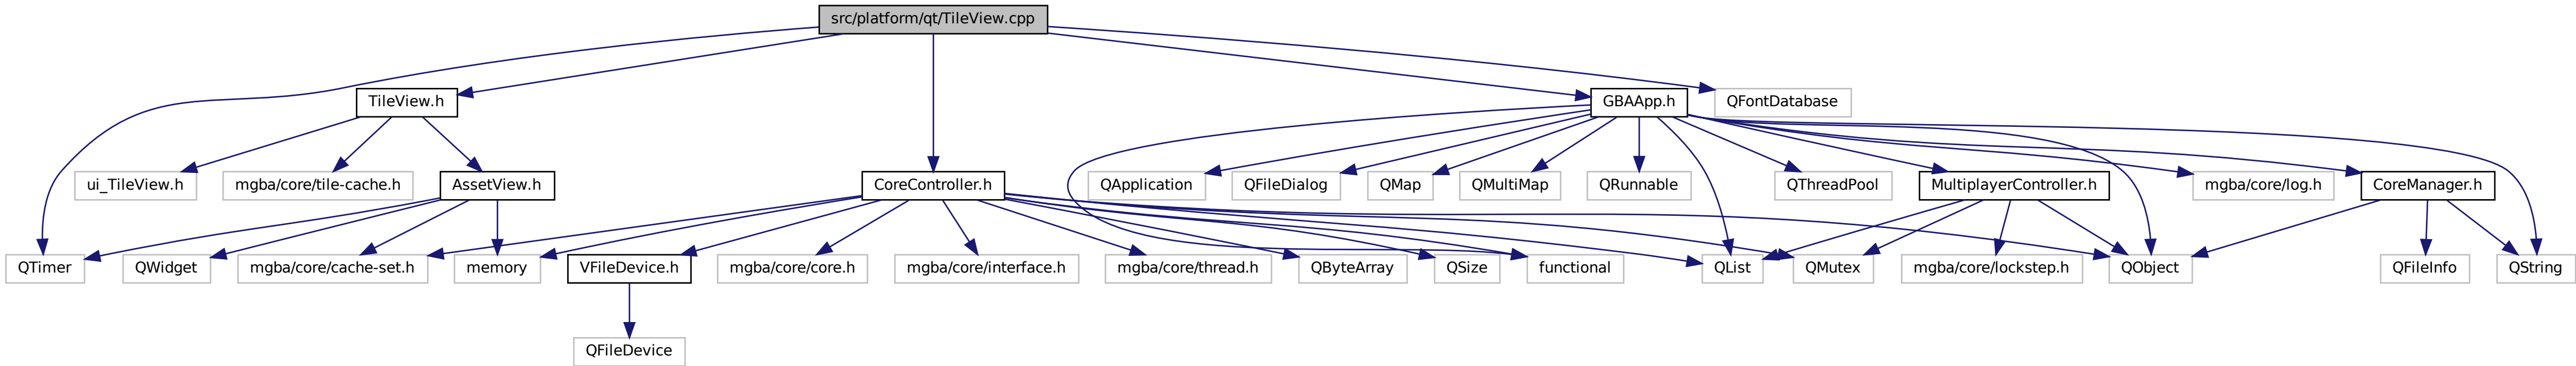 src/platform/qt/TileView.cpp
TileView.h
GBAApp.h
QFontDatabase
ui_TileView.h
mgba/core/tile-cache.h
AssetView.h
CoreController.h
QApplication
QFileDialog
QMap
QMultiMap
QRunnable
QThreadPool
MultiplayerController.h
mgba/core/log.h
CoreManager.h
QTimer
QWidget
mgba/core/cache-set.h
memory
VFileDevice.h
mgba/core/core.h
mgba/core/interface.h
mgba/core/thread.h
QByteArray
QSize
functional
QList
QMutex
mgba/core/lockstep.h
QObject
QFileInfo
QString
QFileDevice